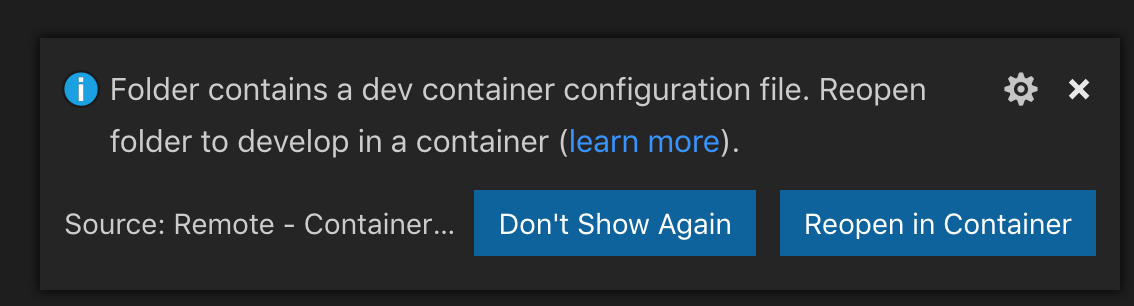 Folder contains a dev container configuration file. Reopen
folder to develop in a container (learn more).
Source: Remote - Container... Don't Show Again Reopen in Container